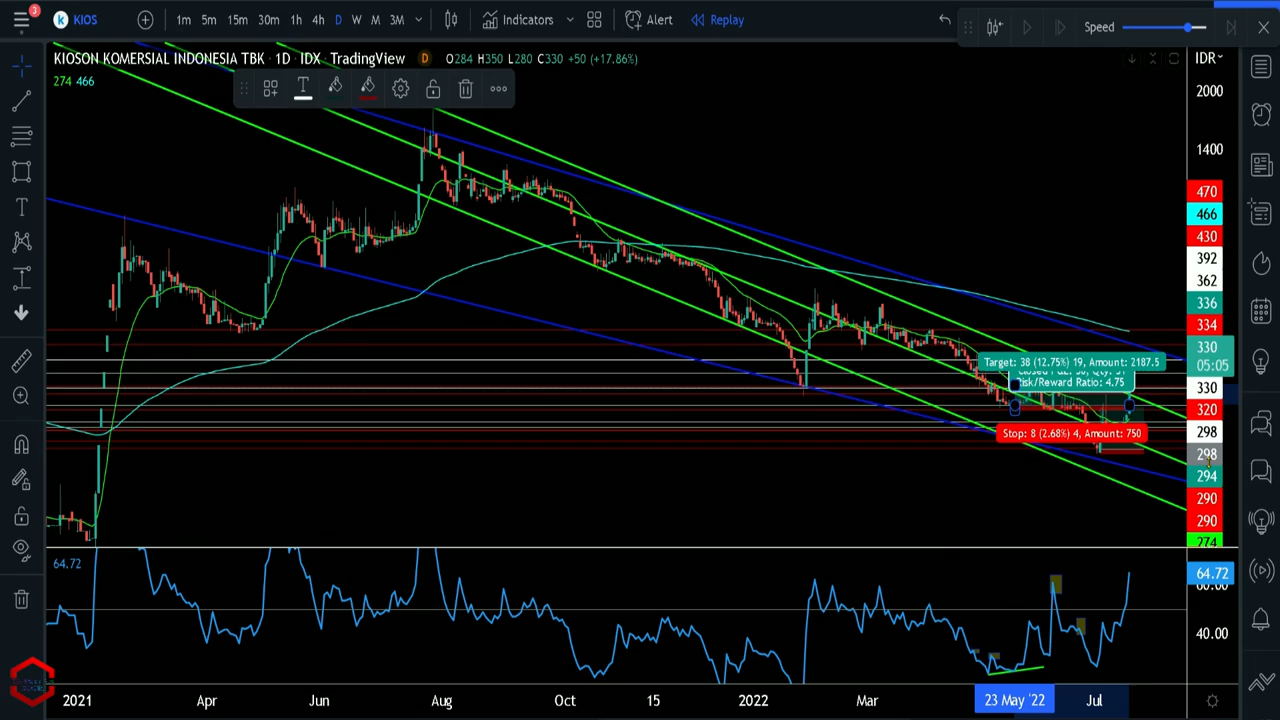 3
KIOS
1m 5m 15m 30m 1h 4h D W M 3M
Indicators
Alert
Replay
Speed
KIOSON KOMERSIAL INDONESIA TBK · 1D · IDX · TradingView
D
O284 H350 L280 C330 +50 (+17.86%)
IDR
274 466
2000
1400
470
466
430
392
362
336
334
330
05:05
330
320
298
298
294
290
290
274
Target: 38 (12.75%) 19, Amount: 2187.5
Risk/Reward Ratio: 4.75
Stop: 8 (2.68%) 4, Amount: 750
64.72
64.72
60.00
40.00
2021 Apr Jun Aug Oct 15 2022 Mar 23 May '22 Jul